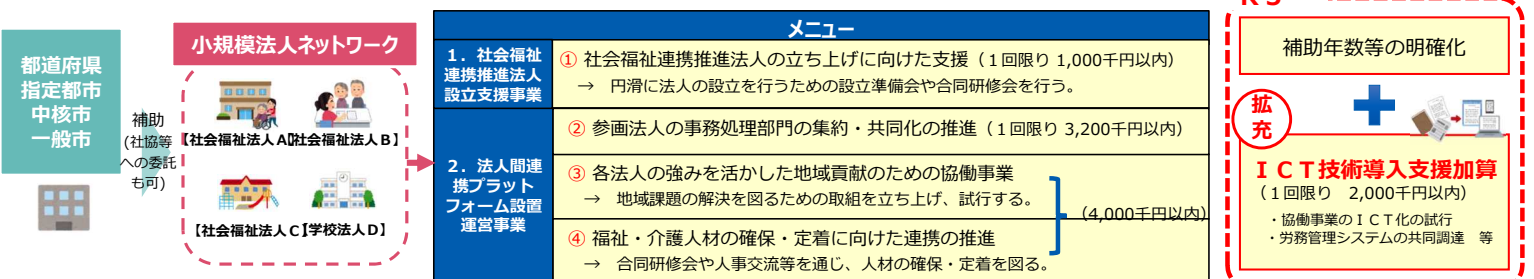 都道府県
指定都市
中核市
一般市
補助
(社協等
への委託
も可)
小規模法人ネットワーク
【社会福祉法人A】
【社会福祉法人B】
【社会福祉法人C】
【学校法人D】
メニュー
1．社会福祉
連携推進法人
設立支援事業
① 社会福祉連携推進法人の立ち上げに向けた支援（1回限り 1,000千円以内）
→ 円滑に法人の設立を行うための設立準備会や合同研修会を行う。
2．法人間連
携プラット
フォーム設置
運営事業
② 参画法人の事務処理部門の集約・共同化の推進（1回限り 3,200千円以内）
③ 各法人の強みを活かした地域貢献のための協働事業
→ 地域課題の解決を図るための取組を立ち上げ、試行する。
（4,000千円以内）
④ 福祉・介護人材の確保・定着に向けた連携の推進
→ 合同研修会や人事交流等を通じ、人材の確保・定着を図る。
補助年数等の明確化
拡
充
ＩＣＴ技術導入支援加算
（1回限り 2,000千円以内）
・協働事業のＩＣＴ化の試行
・労務管理システムの共同調達 等